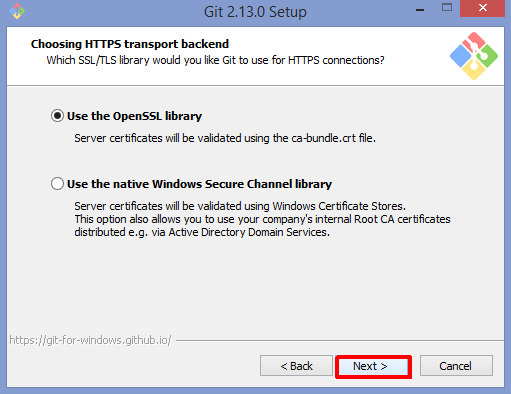 Git 2.13.0 Setup
Choosing HTTPS transport backend
Which SSL/TLS library would you like Git to use for HTTPS connections?
Use the OpenSSL library
Server certificates will be validated using the ca-bundle.crt file.
Use the native Windows Secure Channel library
Server certificates will be validated using Windows Certificate Stores.
This option also allows you to use your company's internal Root CA certificates
distributed e.g. via Active Directory Domain Services.
https://git-for-windows.github.io/
< Back Next > Cancel